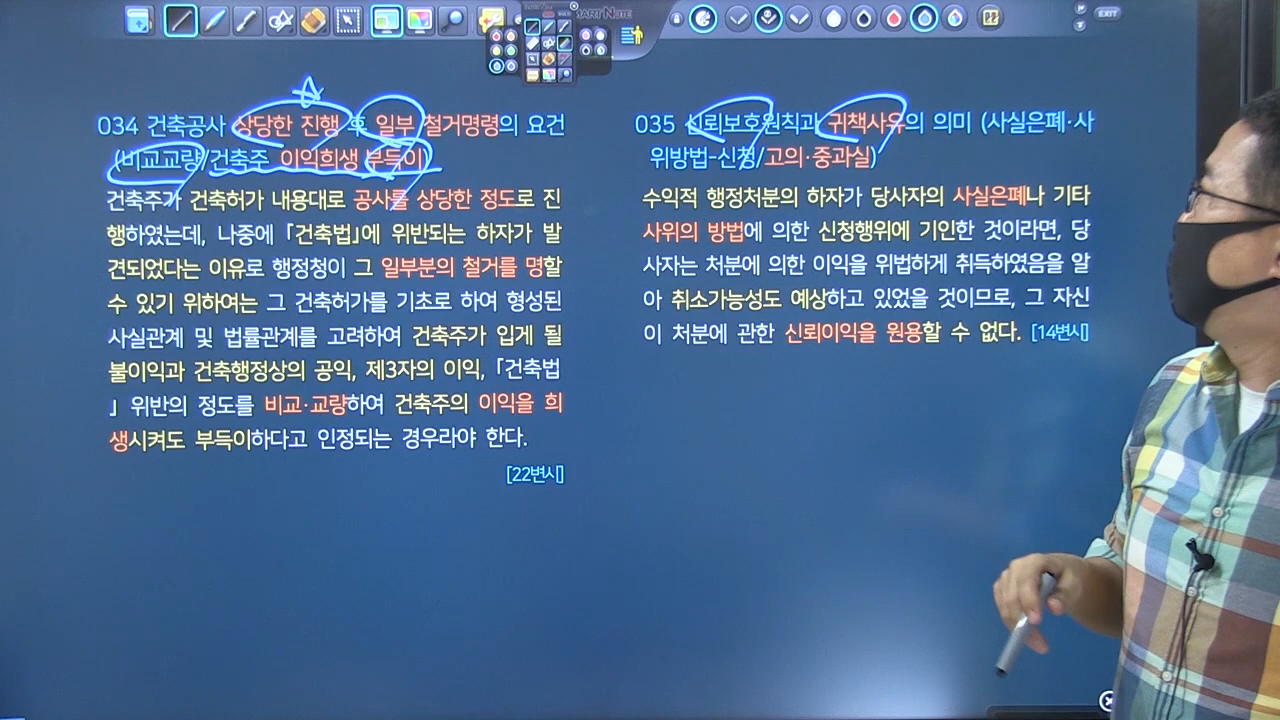 SMART NOTE
EXIT
034 건축공사 상당한 진행 후 일부 철거명령의 요건
(비교교량/건축주 이익희생 부득이)
건축주가 건축허가 내용대로 공사를 상당한 정도로 진
행하였는데, 나중에 「건축법」에 위반되는 하자가 발
견되었다는 이유로 행정청이 그 일부분의 철거를 명할
수 있기 위하여는 그 건축허가를 기초로 하여 형성된
사실관계 및 법률관계를 고려하여 건축주가 입게 될
불이익과 건축행정상의 공익, 제3자의 이익, 「건축법
」 위반의 정도를 비교·교량하여 건축주의 이익을 희
생시켜도 부득이하다고 인정되는 경우라야 한다.
[22변시]
035 신뢰보호원칙과 귀책사유의 의미 (사실은폐·사
위방법-신청/고의·중과실)
수익적 행정처분의 하자가 당사자의 사실은폐나 기타
사위의 방법에 의한 신청행위에 기인한 것이라면, 당
사자는 처분에 의한 이익을 위법하게 취득하였음을 알
아 취소가능성도 예상하고 있었을 것이므로, 그 자신
이 처분에 관한 신뢰이익을 원용할 수 없다. [14변시]